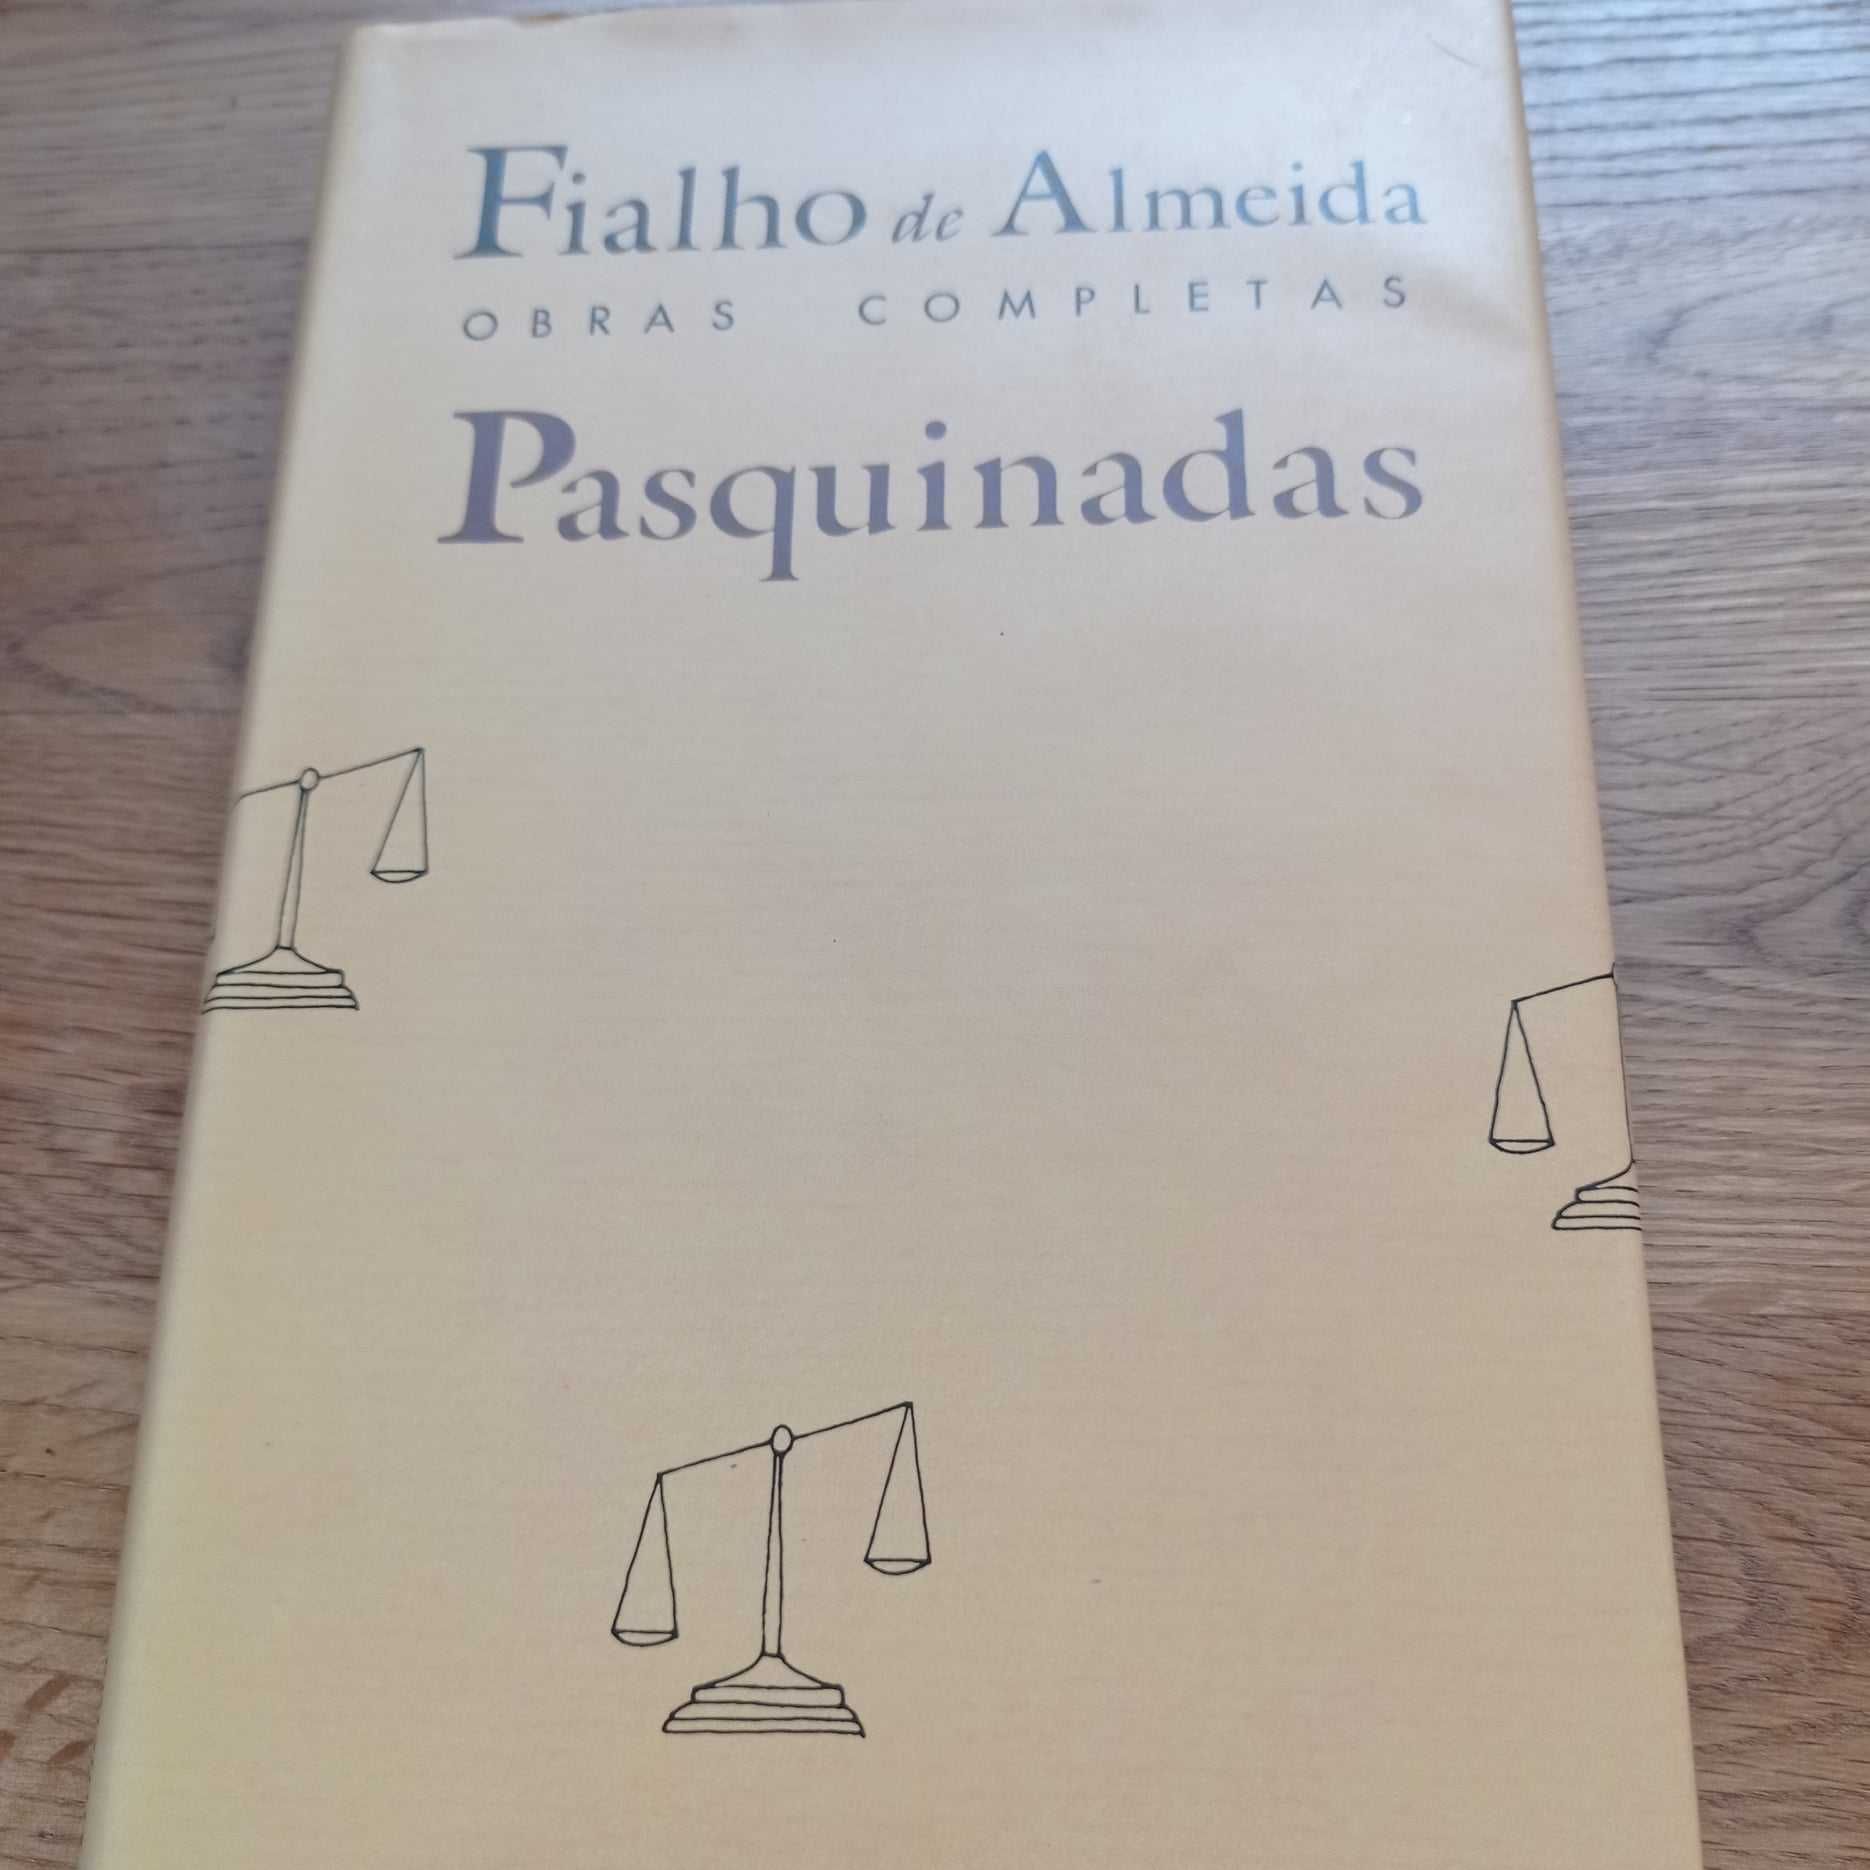 Fialho de Almeida
OBRAS COMPLETAS
Pasquinadas